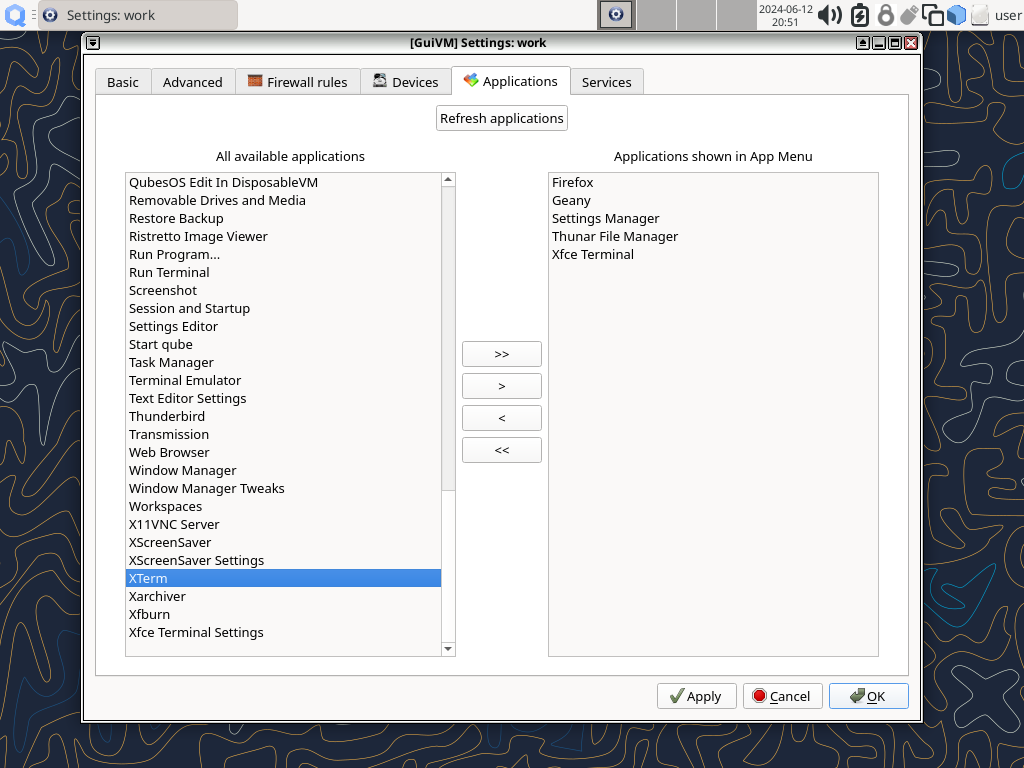 Settings: work
2024-06-12
20:51
user
[GuiVM] Settings: work
Basic
Advanced
Firewall rules
Devices
Applications
Services
Refresh applications
All available applications
QubesOS Edit In DisposableVM
Removable Drives and Media
Restore Backup
Ristretto Image Viewer
Run Program...
Run Terminal
Screenshot
Session and Startup
Settings Editor
Start qube
Task Manager
Terminal Emulator
Text Editor Settings
Thunderbird
Transmission
Web Browser
Window Manager
Window Manager Tweaks
Workspaces
X11VNC Server
XScreenSaver
XScreenSaver Settings
XTerm
Xarchiver
Xfburn
Xfce Terminal Settings
>>
>
<
<<
Applications shown in App Menu
Firefox
Geany
Settings Manager
Thunar File Manager
Xfce Terminal
Apply
Cancel
OK